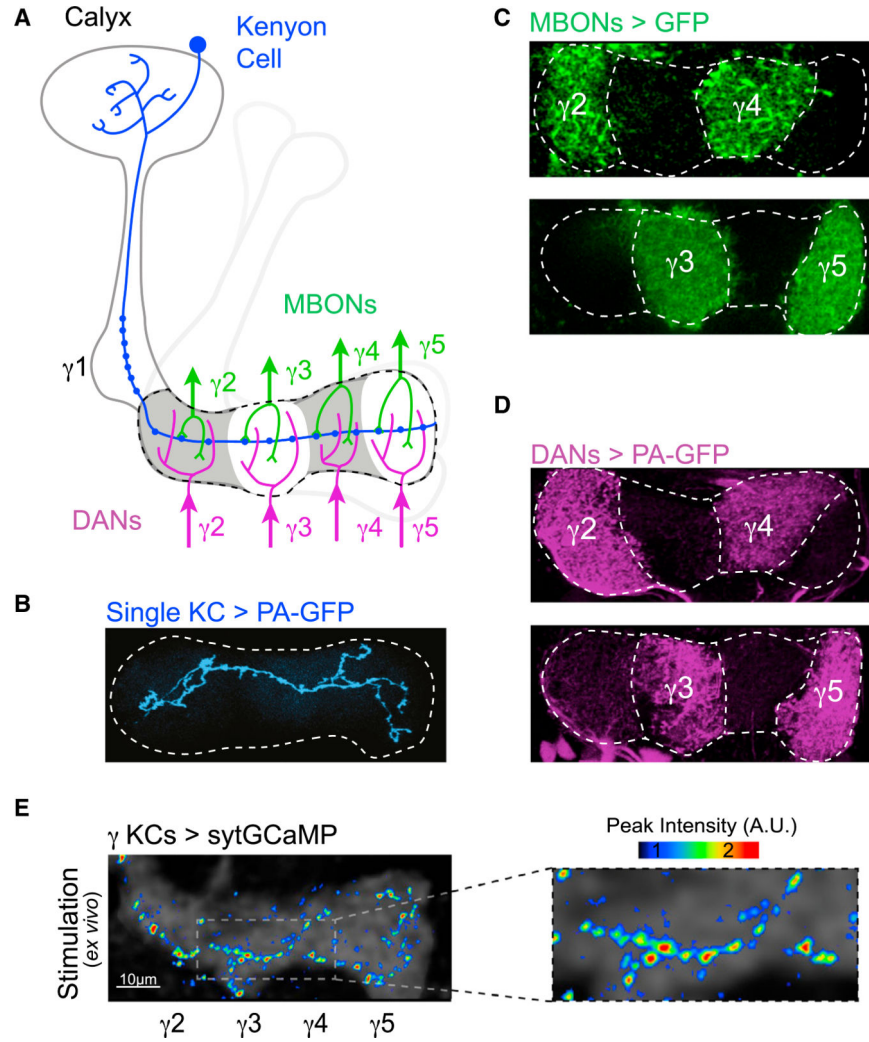 A
Calyx
Kenyon
Cell
γ1
MBONs
γ2
γ3
γ4
γ5
DANs
γ2
γ3
γ4
γ5
B
Single KC > PA-GFP
C
MBONs > GFP
γ2
γ4
γ3
γ5
D
DANs > PA-GFP
γ2
γ4
γ3
γ5
E
γ KCs > sytGCaMP
Stimulation
(ex vivo)
10μm
γ2 γ3 γ4 γ5
Peak Intensity (A.U.)
1 2